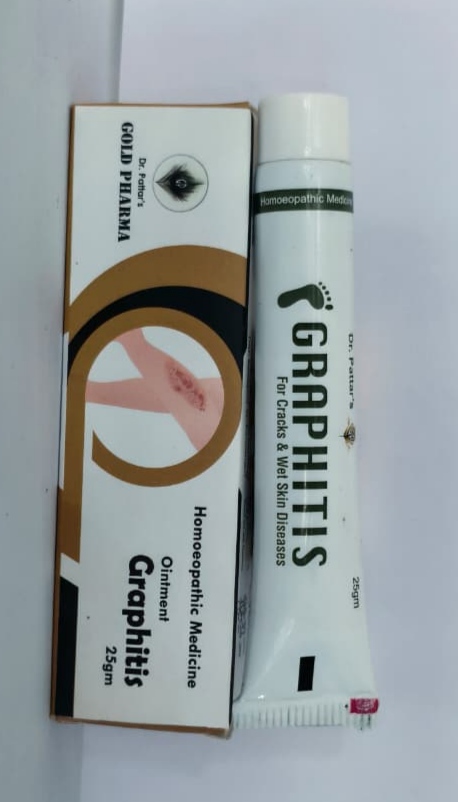 Dr. Pattar's
GOLD PHARMA
Homoeopathic Medicine
Ointment
Graphitis
25gm
Homoeopathic Medicine
Dr. Pattar's
GRAPHITIS
For Cracks & Wet Skin Diseases
25gm